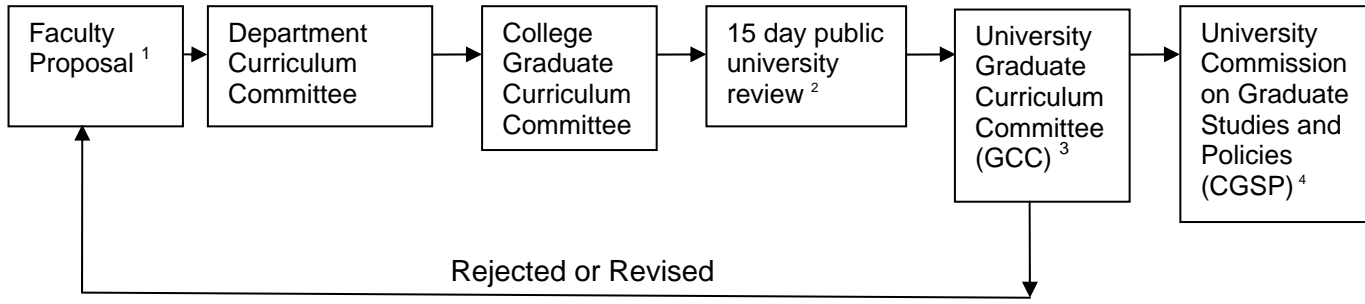 Faculty
Proposal 1
Department
Curriculum
Committee
College
Graduate
Curriculum
Committee
15 day public
university
review 2
University
Graduate
Curriculum
Committee
(GCC) 3
University
Commission
on Graduate
Studies and
Policies
(CGSP) 4
Rejected or Revised